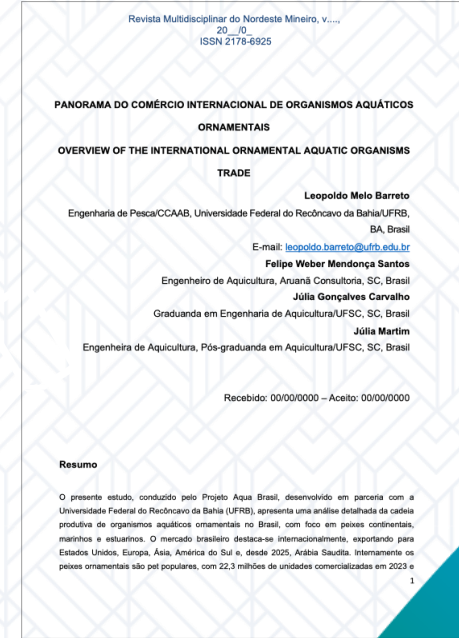 Revista Multidisciplinar do Nordeste Mineiro, v....,
20__/0_
ISSN 2178-6925
PANORAMA DO COMÉRCIO INTERNACIONAL DE ORGANISMOS AQUÁTICOS
ORNAMENTAIS
OVERVIEW OF THE INTERNATIONAL ORNAMENTAL AQUATIC ORGANISMS
TRADE
Leopoldo Melo Barreto
Engenharia de Pesca/CCAAB, Universidade Federal do Recôncavo da Bahia/UFRB,
BA, Brasil
E-mail: leopoldo.barreto@ufrb.edu.br
Felipe Weber Mendonça Santos
Engenheiro de Aquicultura, Aruanã Consultoria, SC, Brasil
Júlia Gonçalves Carvalho
Graduanda em Engenharia de Aquicultura/UFSC, SC, Brasil
Júlia Martim
Engenheira de Aquicultura, Pós-graduanda em Aquicultura/UFSC, SC, Brasil
Recebido: 00/00/0000 – Aceito: 00/00/0000
Resumo
O presente estudo, conduzido pelo Projeto Aqua Brasil, desenvolvido em parceria com a
Universidade Federal do Recôncavo da Bahia (UFRB), apresenta uma análise detalhada da cadeia
produtiva de organismos aquáticos ornamentais no Brasil, com foco em peixes continentais,
marinhos e estuarinos. O mercado brasileiro destaca-se internacionalmente, exportando para
Estados Unidos, Europa, Ásia, América do Sul e, desde 2025, Arábia Saudita. Internamente os
peixes ornamentais são pet populares, com 22,3 milhões de unidades comercializadas em 2023 e
1